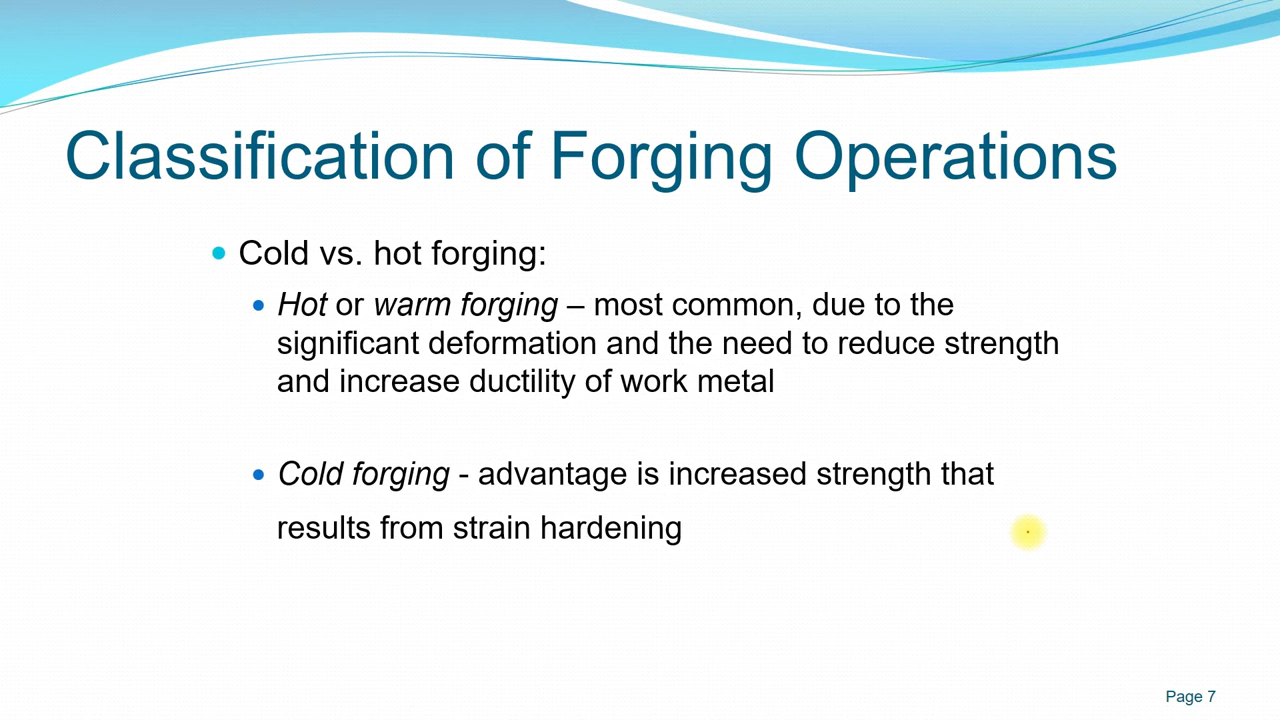 Classification of Forging Operations
Cold vs. hot forging:
Hot or warm forging – most common, due to the
significant deformation and the need to reduce strength
and increase ductility of work metal
Cold forging - advantage is increased strength that
results from strain hardening
Page 7